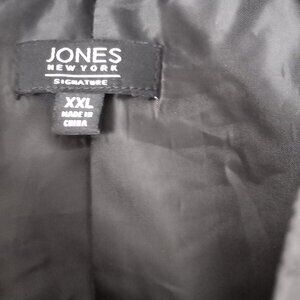 JONES
NEW YORK
SIGNATURE
XXL
MADE IN
CHINA